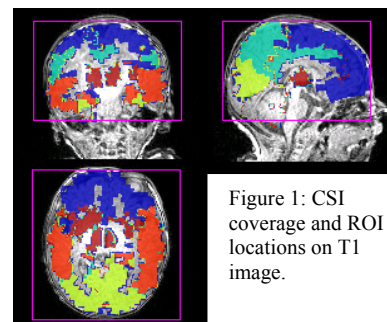 Figure 1: CSI
coverage and ROI
locations on T1
image.